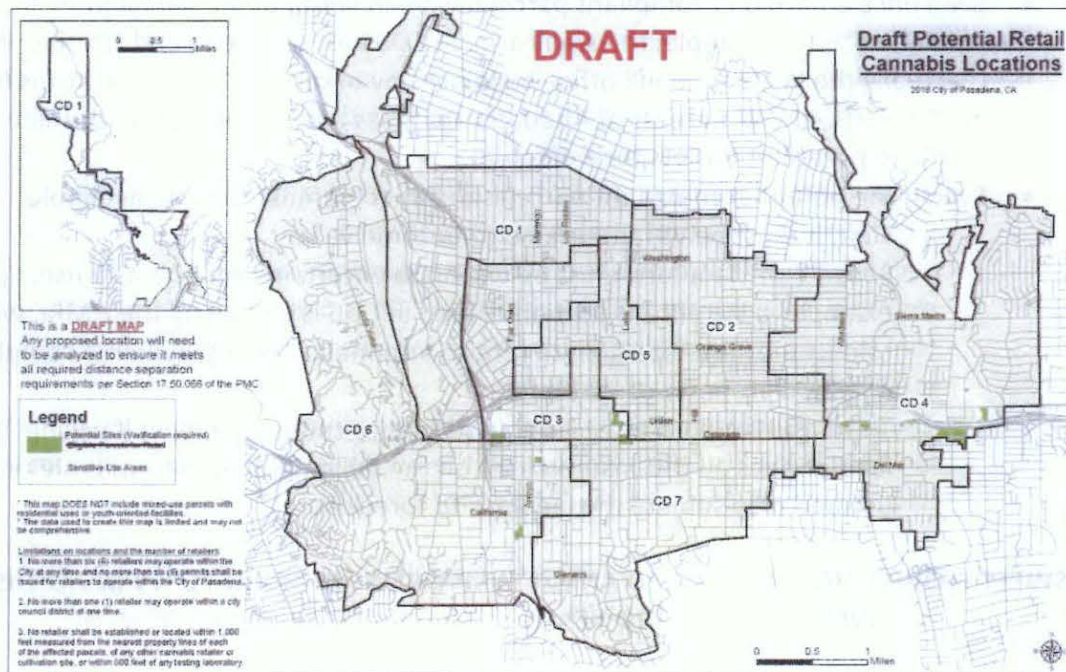 0 0.5 1
Miles
CD 1
DRAFT
Draft Potential Retail
Cannabis Locations
2018 City of Pasadena, CA
This is a DRAFT MAP
Any proposed location will need
to be analyzed to ensure it meets
all required distance separation
requirements per Section 17.50.066 of the PMC
Legend
Potential Sites (Verification required)
Eligible Parcels for Retail
Sensitive Use Areas
* This map DOES NOT include mixed-use parcels with
residential uses or youth-oriented facilities.
* The data used to create this map is limited and may not
be comprehensive.
Limitations on locations and the number of retailers
1. No more than six (6) retailers may operate within the
City at any time and no more than six (6) permits shall be
issued for retailers to operate within the City of Pasadena.
2. No more than one (1) retailer may operate within a city
council district at one time.
3. No retailer shall be established or located within 1,000
feet measured from the nearest property lines of each
of the affected parcels, of any other cannabis retailer or
cultivation site, or within 600 feet of any testing laboratory.
CD 1
Washington
Sierra Madre
Fair Oaks
Lake
CD 2
Orange Grove
CD 5
Altadena
CD 4
CD 3
Union
Hill
Colorado
CD 6
Del Mar
CD 7
California
Glenarm
0 0.5 1
Miles